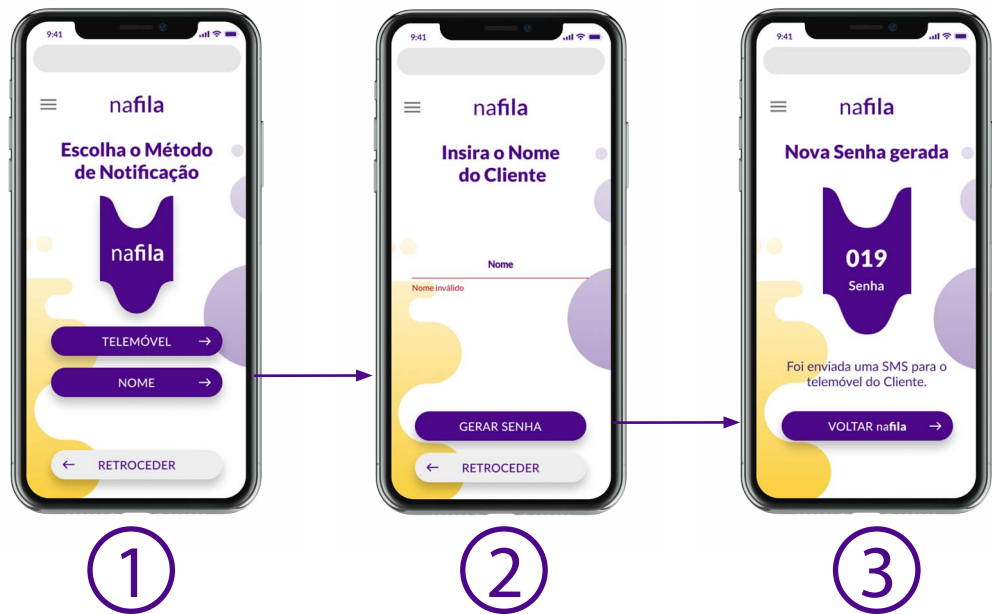 9:41
nafila
Escolha o Método
de Notificação
nafila
TELEMÓVEL →
NOME →
← RETROCEDER
1
9:41
nafila
Insira o Nome
do Cliente
Nome
Nome inválido
GERAR SENHA
← RETROCEDER
2
9:41
nafila
Nova Senha gerada
019
Senha
Foi enviada uma SMS para o
telemóvel do Cliente.
VOLTAR nafila →
3